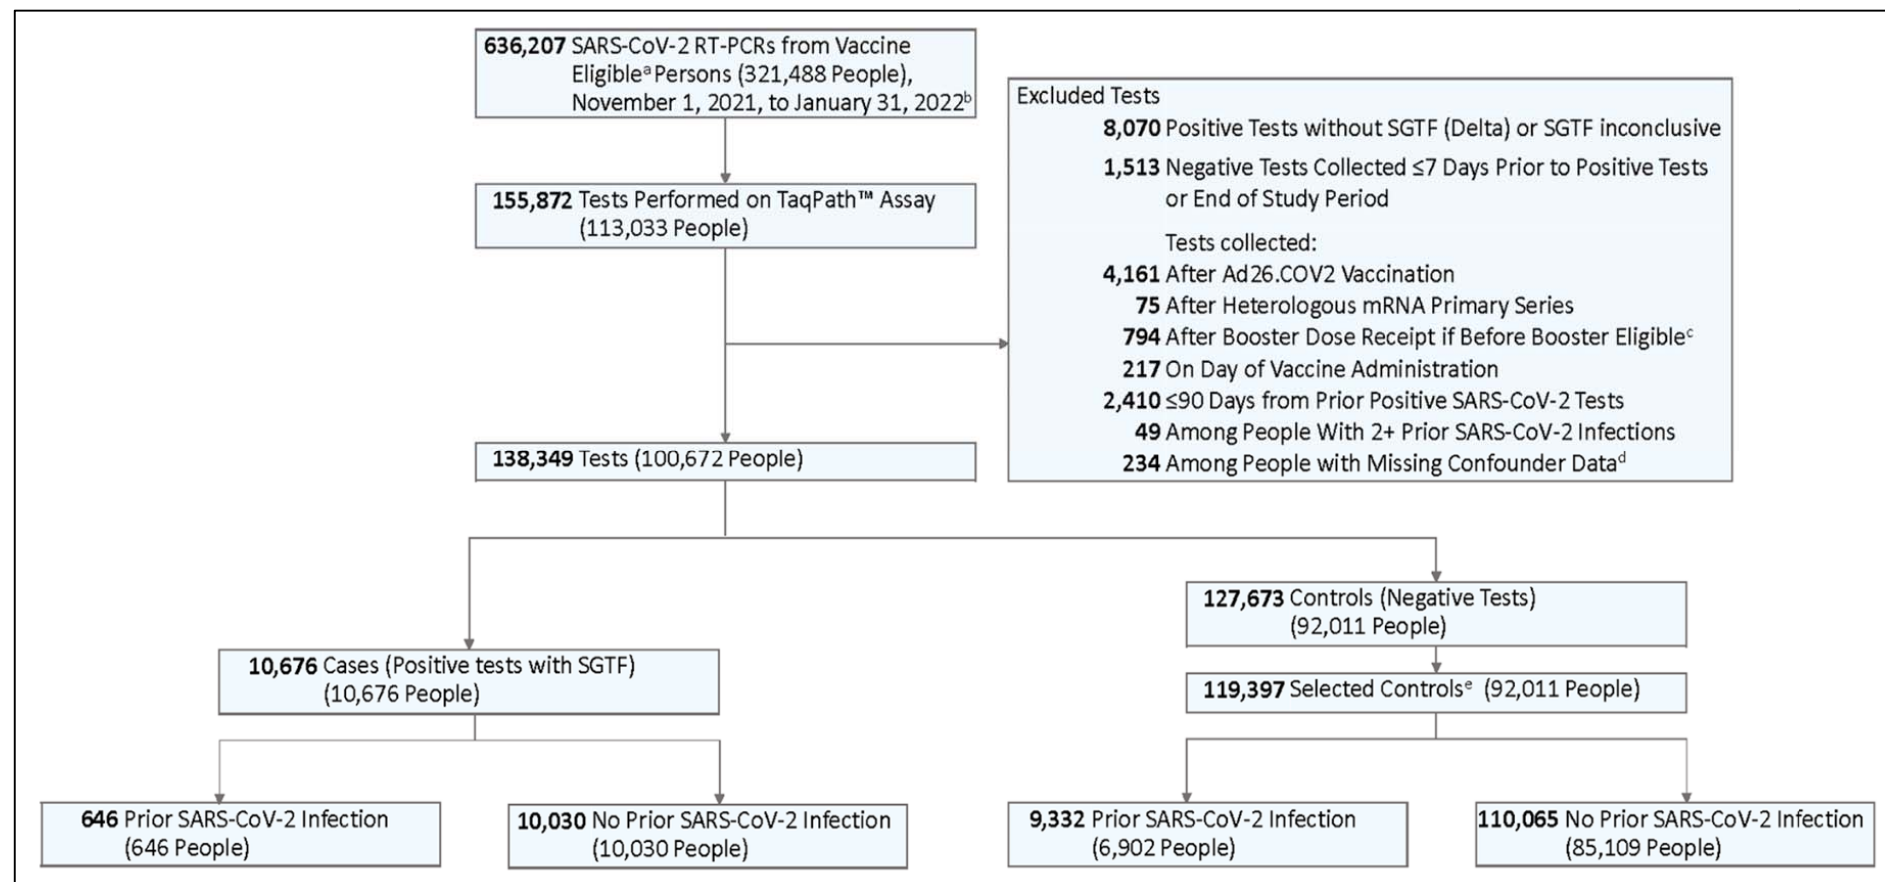 636,207 SARS-CoV-2 RT-PCRs from Vaccine
Eligibleᵃ Persons (321,488 People),
November 1, 2021, to January 31, 2022ᵇ
155,872 Tests Performed on TaqPath™ Assay
(113,033 People)
Excluded Tests
8,070 Positive Tests without SGTF (Delta) or SGTF inconclusive
1,513 Negative Tests Collected ≤7 Days Prior to Positive Tests
or End of Study Period
Tests collected:
4,161 After Ad26.COV2 Vaccination
75 After Heterologous mRNA Primary Series
794 After Booster Dose Receipt if Before Booster Eligibleᶜ
217 On Day of Vaccine Administration
2,410 ≤90 Days from Prior Positive SARS-CoV-2 Tests
49 Among People With 2+ Prior SARS-CoV-2 Infections
234 Among People with Missing Confounder Dataᵈ
138,349 Tests (100,672 People)
10,676 Cases (Positive tests with SGTF)
(10,676 People)
127,673 Controls (Negative Tests)
(92,011 People)
119,397 Selected Controlsᵉ (92,011 People)
646 Prior SARS-CoV-2 Infection
(646 People)
10,030 No Prior SARS-CoV-2 Infection
(10,030 People)
9,332 Prior SARS-CoV-2 Infection
(6,902 People)
110,065 No Prior SARS-CoV-2 Infection
(85,109 People)